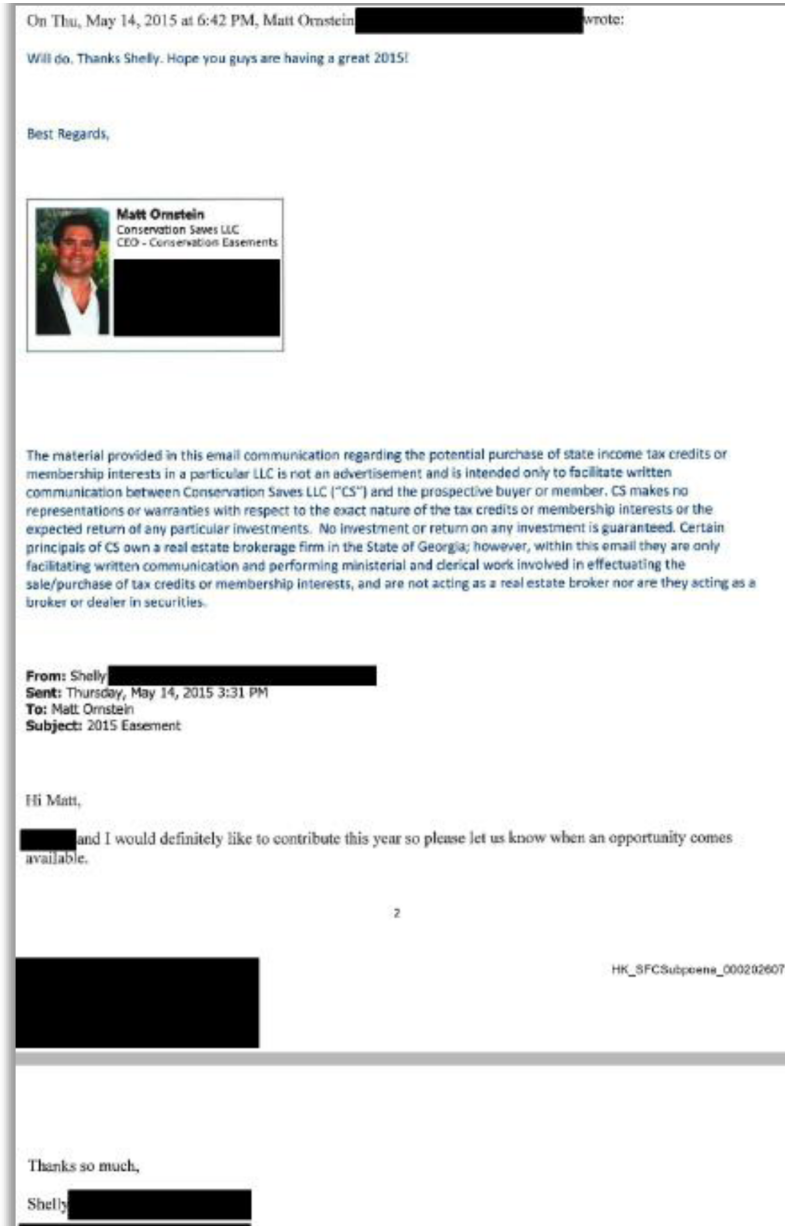 On Thu, May 14, 2015 at 6:42 PM, Matt Ornstein wrote:
Will do. Thanks Shelly. Hope you guys are having a great 2015!
Best Regards,
Matt Ornstein
Conservation Saves LLC
CEO - Conservation Easements
The material provided in this email communication regarding the potential purchase of state income tax credits or
membership interests in a particular LLC is not an advertisement and is intended only to facilitate written
communication between Conservation Saves LLC ("CS") and the prospective buyer or member. CS makes no
representations or warranties with respect to the exact nature of the tax credits or membership interests or the
expected return of any particular investments. No investment or return on any investment is guaranteed. Certain
principals of CS own a real estate brokerage firm in the State of Georgia; however, within this email they are only
facilitating written communication and performing ministerial and clerical work involved in effectuating the
sale/purchase of tax credits or membership interests, and are not acting as a real estate broker nor are they acting as a
broker or dealer in securities.
From: Shelly
Sent: Thursday, May 14, 2015 3:31 PM
To: Matt Ornstein
Subject: 2015 Easement
Hi Matt,
and I would definitely like to contribute this year so please let us know when an opportunity comes
available.
2
HK_SFCSubpoena_000202607
Thanks so much,
Shelly